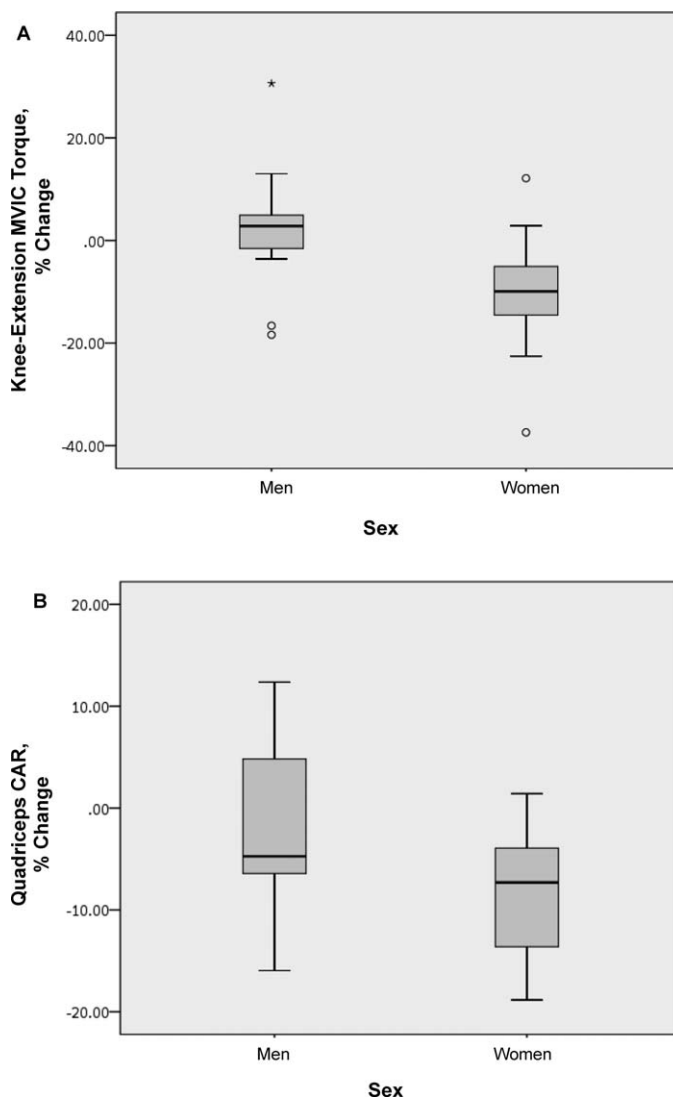 A
Knee-Extension MVIC Torque,
% Change
40.00
20.00
.00
-20.00
-40.00
*
Men
Women
Sex
B
Quadriceps CAR,
% Change
20.00
10.00
.00
-10.00
-20.00
Men
Women
Sex